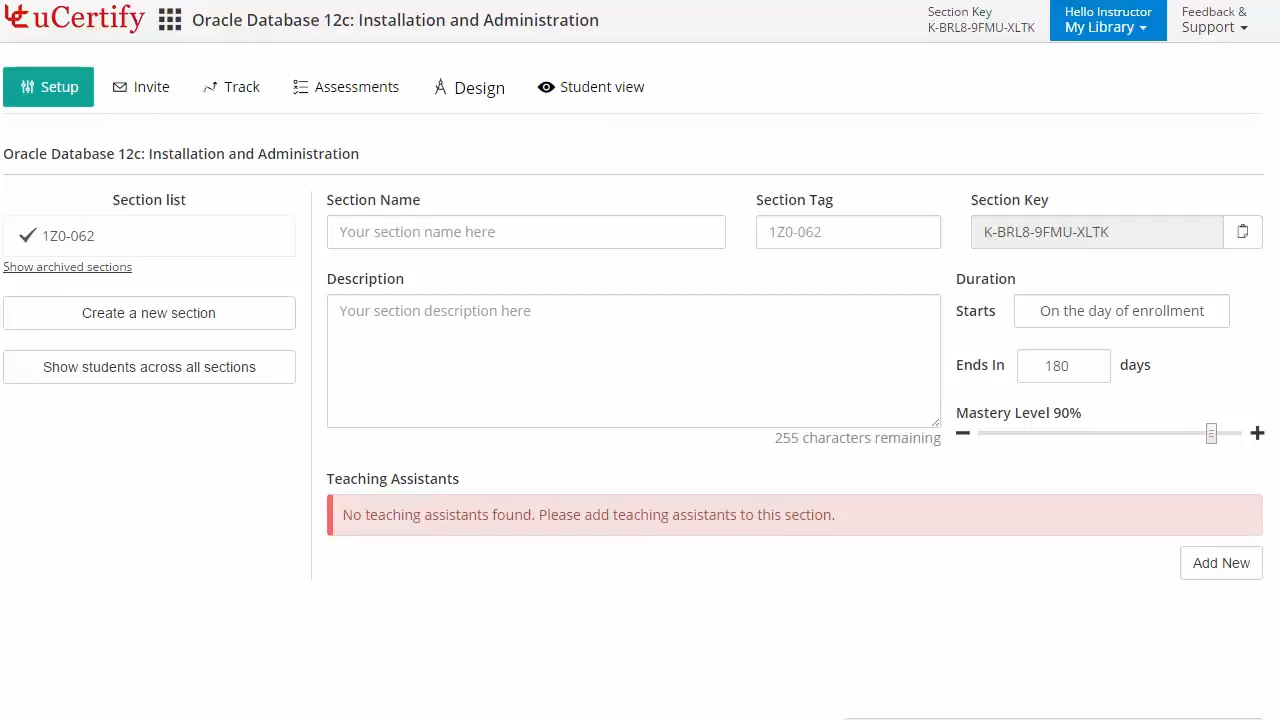 uCertify
Oracle Database 12c: Installation and Administration
Section Key
K-BRL8-9FMU-XLTK
Hello Instructor
My Library
Feedback &
Support
Setup
Invite
Track
Assessments
Design
Student view
Oracle Database 12c: Installation and Administration
Section list
1Z0-062
Show archived sections
Create a new section
Show students across all sections
Section Name
Your section name here
Section Tag
1Z0-062
Section Key
K-BRL8-9FMU-XLTK
Description
Your section description here
255 characters remaining
Duration
Starts On the day of enrollment
Ends In 180 days
Mastery Level 90%
Teaching Assistants
No teaching assistants found. Please add teaching assistants to this section.
Add New